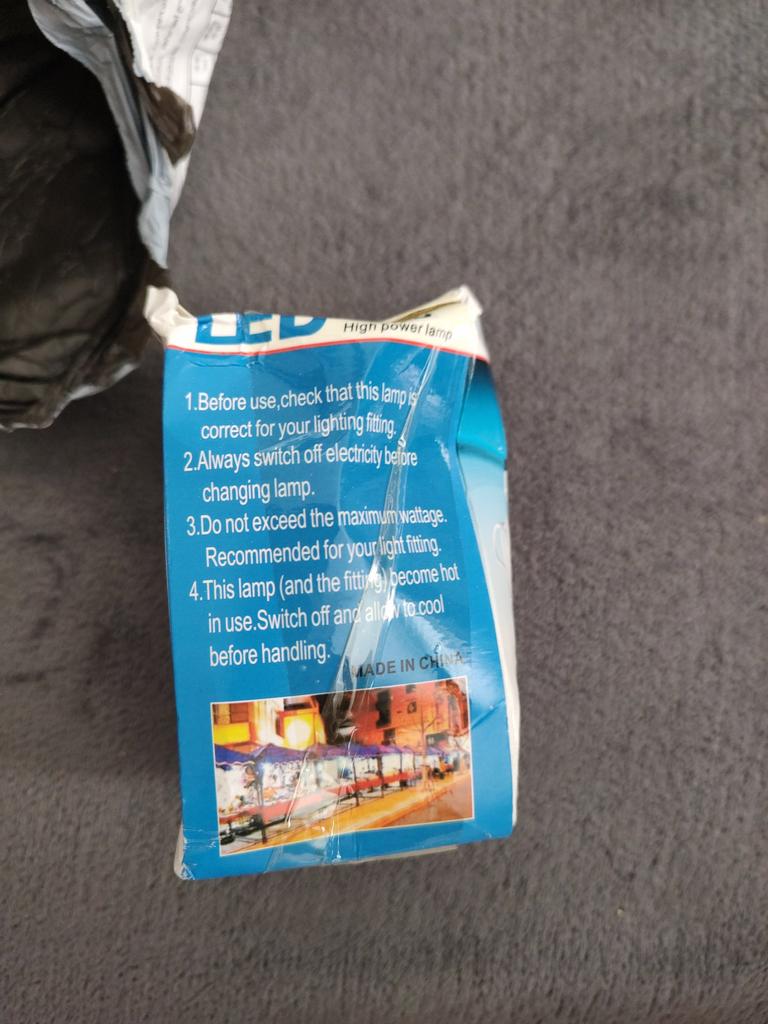 LED
High power lamp
1.Before use,check that this lamp is
correct for your lighting fitting.
2.Always switch off electricity before
changing lamp.
3.Do not exceed the maximum wattage.
Recommended for your light fitting.
4.This lamp (and the fitting) become hot
in use.Switch off and allow to cool
before handling.
MADE IN CHINA